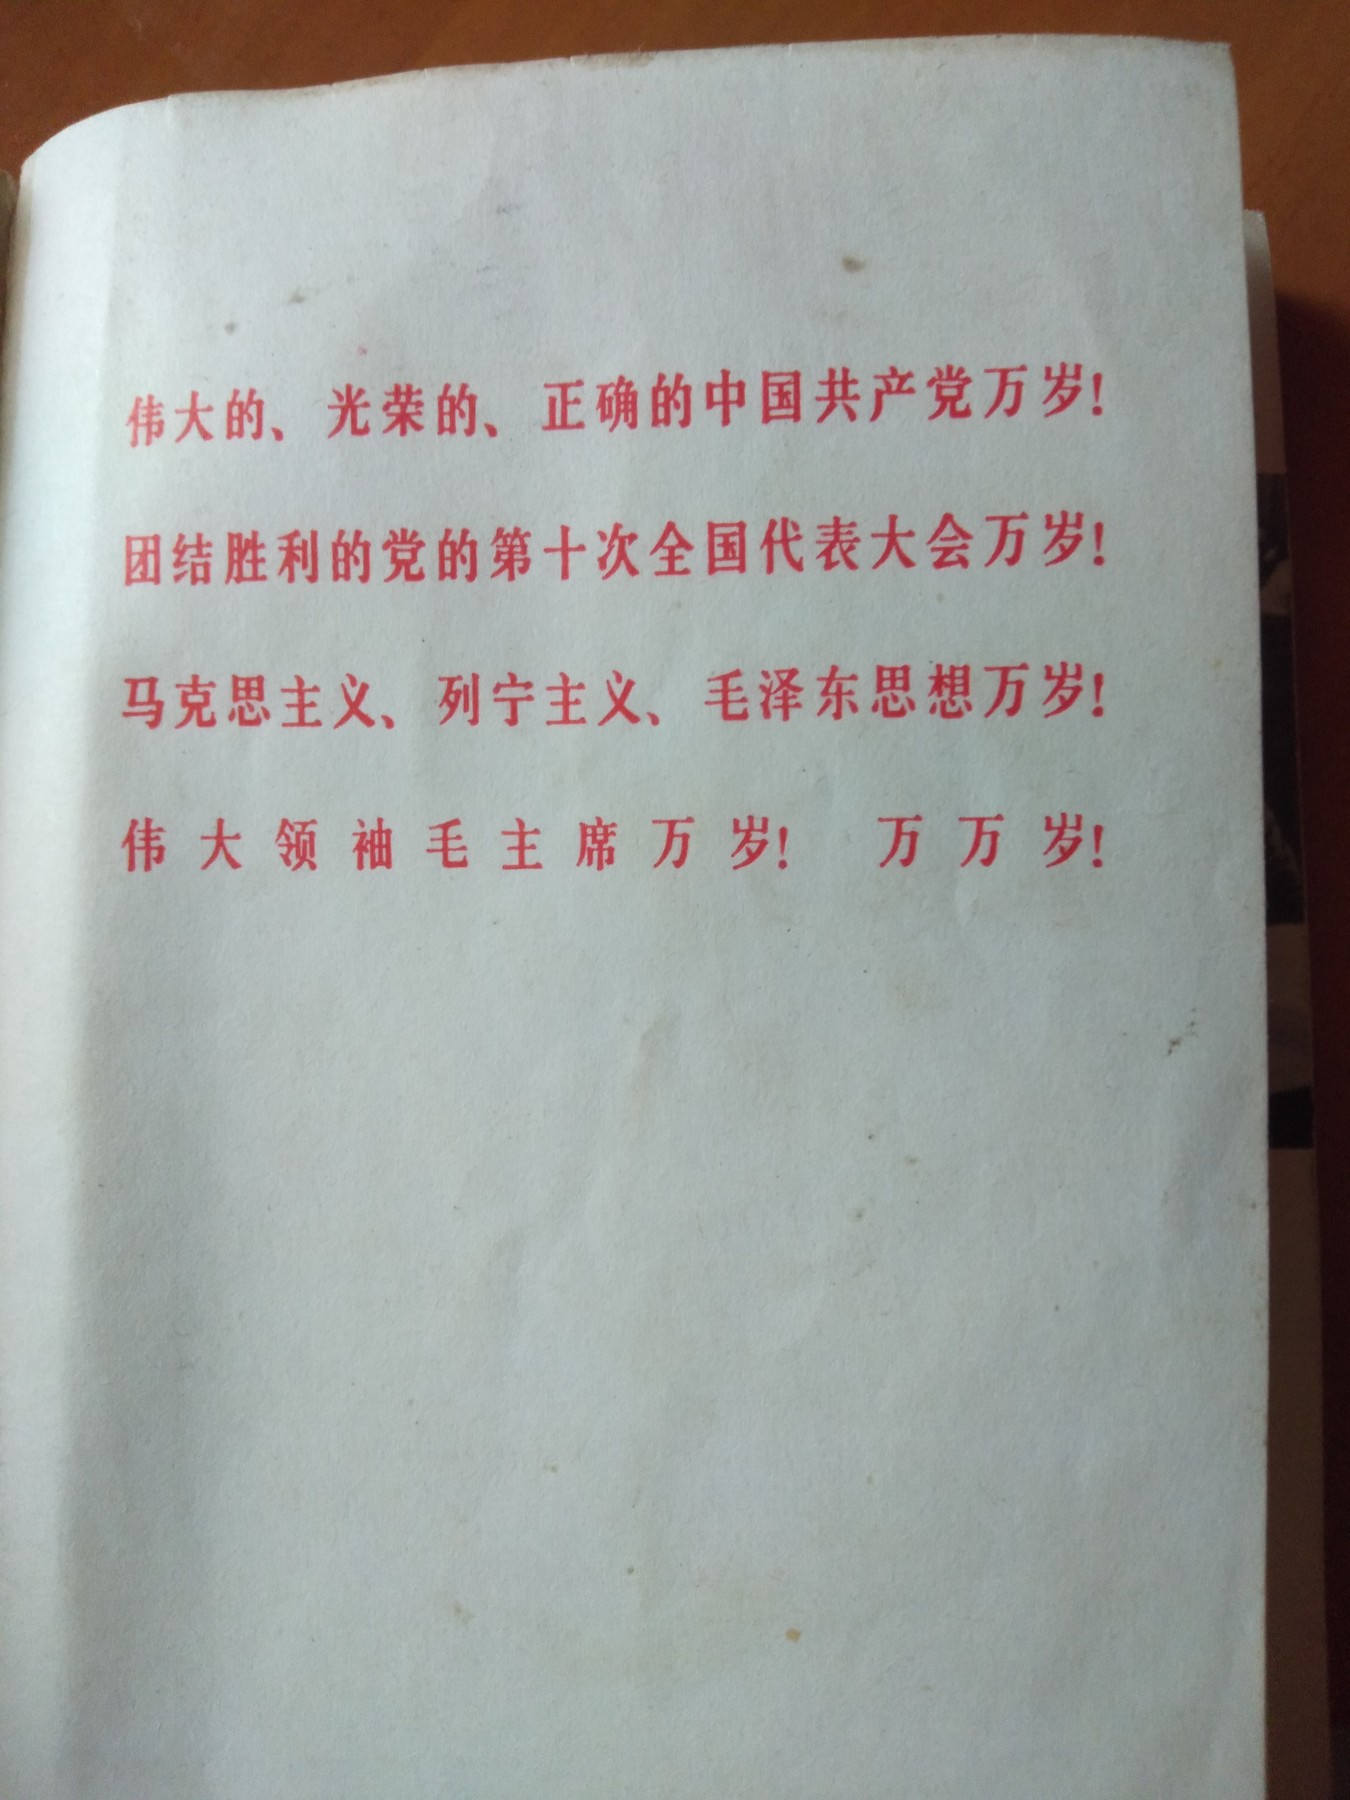 伟大的、光荣的、正确的中国共产党万岁！
团结胜利的党的第十次全国代表大会万岁！
马克思主义、列宁主义、毛泽东思想万岁！
伟大领袖毛主席万岁！ 万万岁！